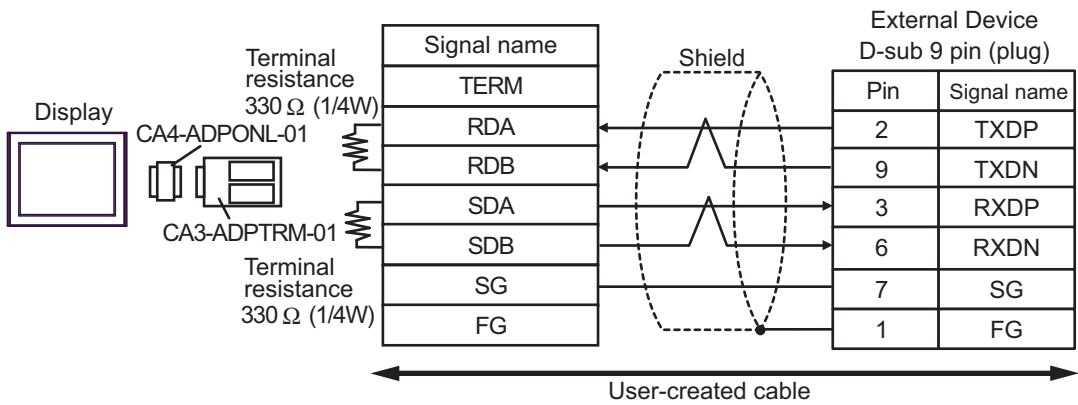 External Device
D-sub 9 pin (plug)
Terminal
resistance
330 Ω (1/4W)
Signal name
Shield
Pin Signal name
TERM
Display
CA4-ADPONL-01
RDA
2 TXDP
RDB
9 TXDN
SDA
3 RXDP
CA3-ADPTRM-01
SDB
6 RXDN
Terminal
resistance
330 Ω (1/4W)
SG
7 SG
FG
1 FG
User-created cable